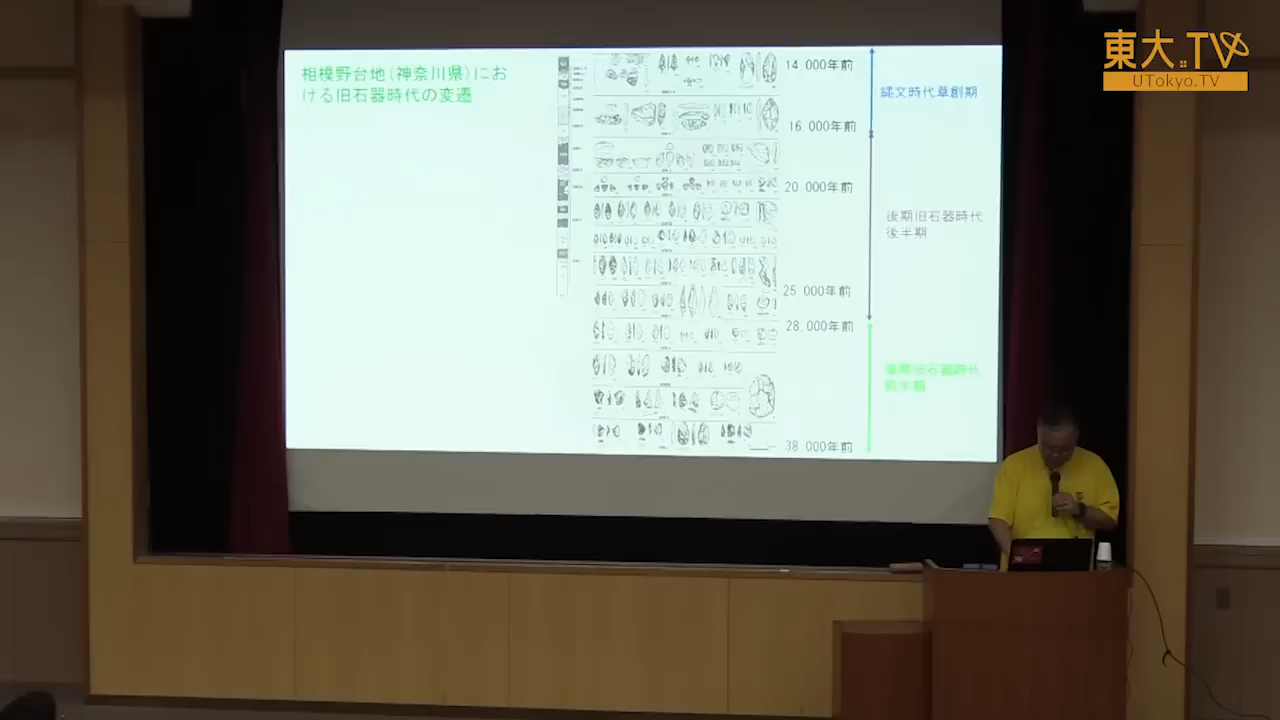 東大TV
UTokyo.TV
相模野台地(神奈川県)にお
ける旧石器時代の変遷
14 000年前
縄文時代草創期
16 000年前
20 000年前
後期旧石器時代
後半期
25 000年前
28 000年前
後期旧石器時代
前半期
38 000年前